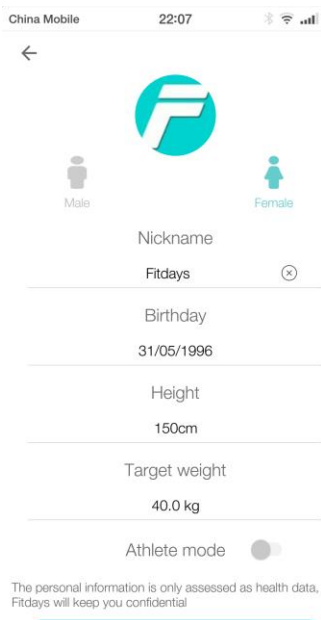 China Mobile 22:07
Male Female
Nickname
Fitdays
Birthday
31/05/1996
Height
150cm
Target weight
40.0 kg
Athlete mode
The personal information is only assessed as health data,
Fitdays will keep you confidential